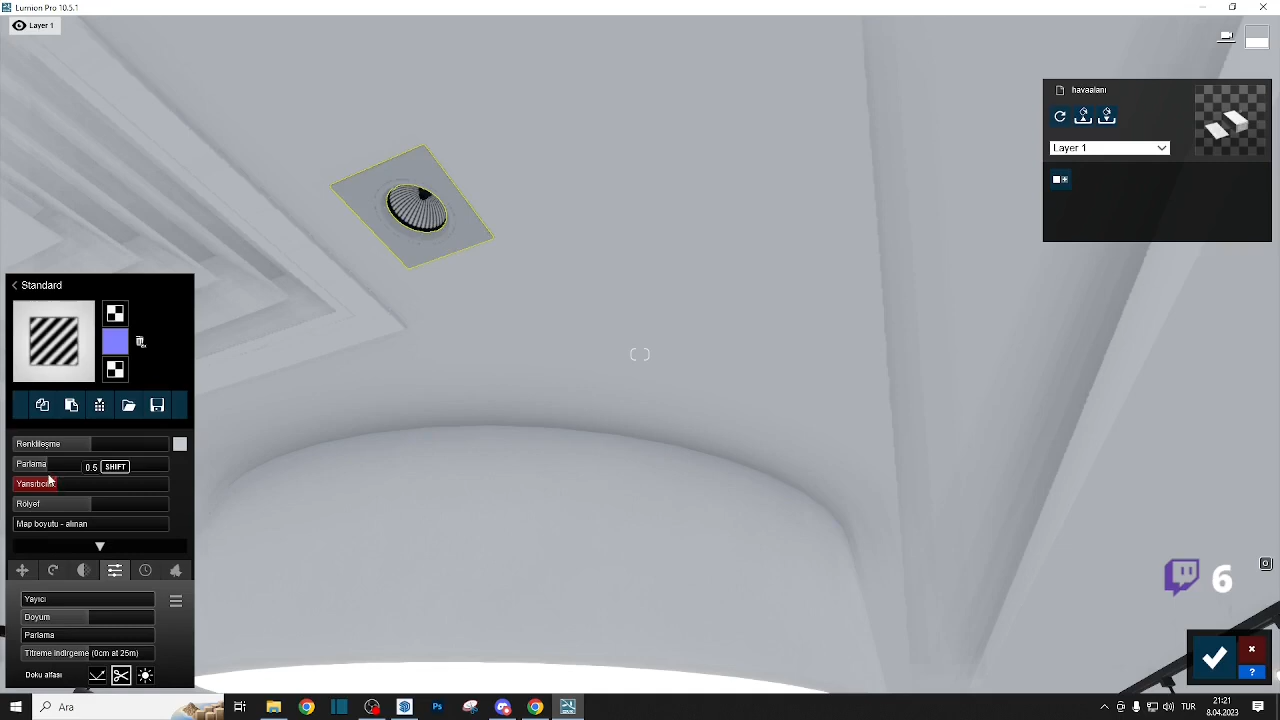 Lumion Pro 10.5.1
Layer 1
havaalanı
Layer 1
Standard
Renklileşme
Parlama
0.5 SHIFT
Yansıtıcılık
Rölyef
Map boyutu - alınan
Yayıcı
Doyum
Parlama
Titreme indirgeme (0cm at 25m)
Doku alfası
6
?
Ara
Ps
TUR
21:21
8.04.2023